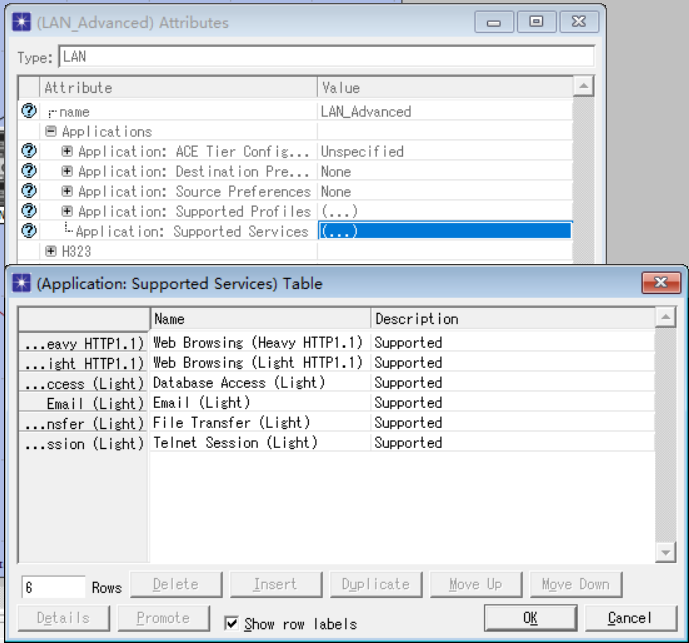 (LAN_Advanced) Attributes
Type: LAN
Attribute Value
name LAN_Advanced
Applications
Application: ACE Tier Config... Unspecified
Application: Destination Pre... None
Application: Source Preferences None
Application: Supported Profiles (...)
Application: Supported Services (...)
H323
(Application: Supported Services) Table
Name Description
...eavy HTTP1.1) Web Browsing (Heavy HTTP1.1) Supported
...ight HTTP1.1) Web Browsing (Light HTTP1.1) Supported
...ccess (Light) Database Access (Light) Supported
Email (Light) Email (Light) Supported
...nsfer (Light) File Transfer (Light) Supported
...ssion (Light) Telnet Session (Light) Supported
6 Rows Delete Insert Duplicate Move Up Move Down
Details Promote Show row labels OK Cancel